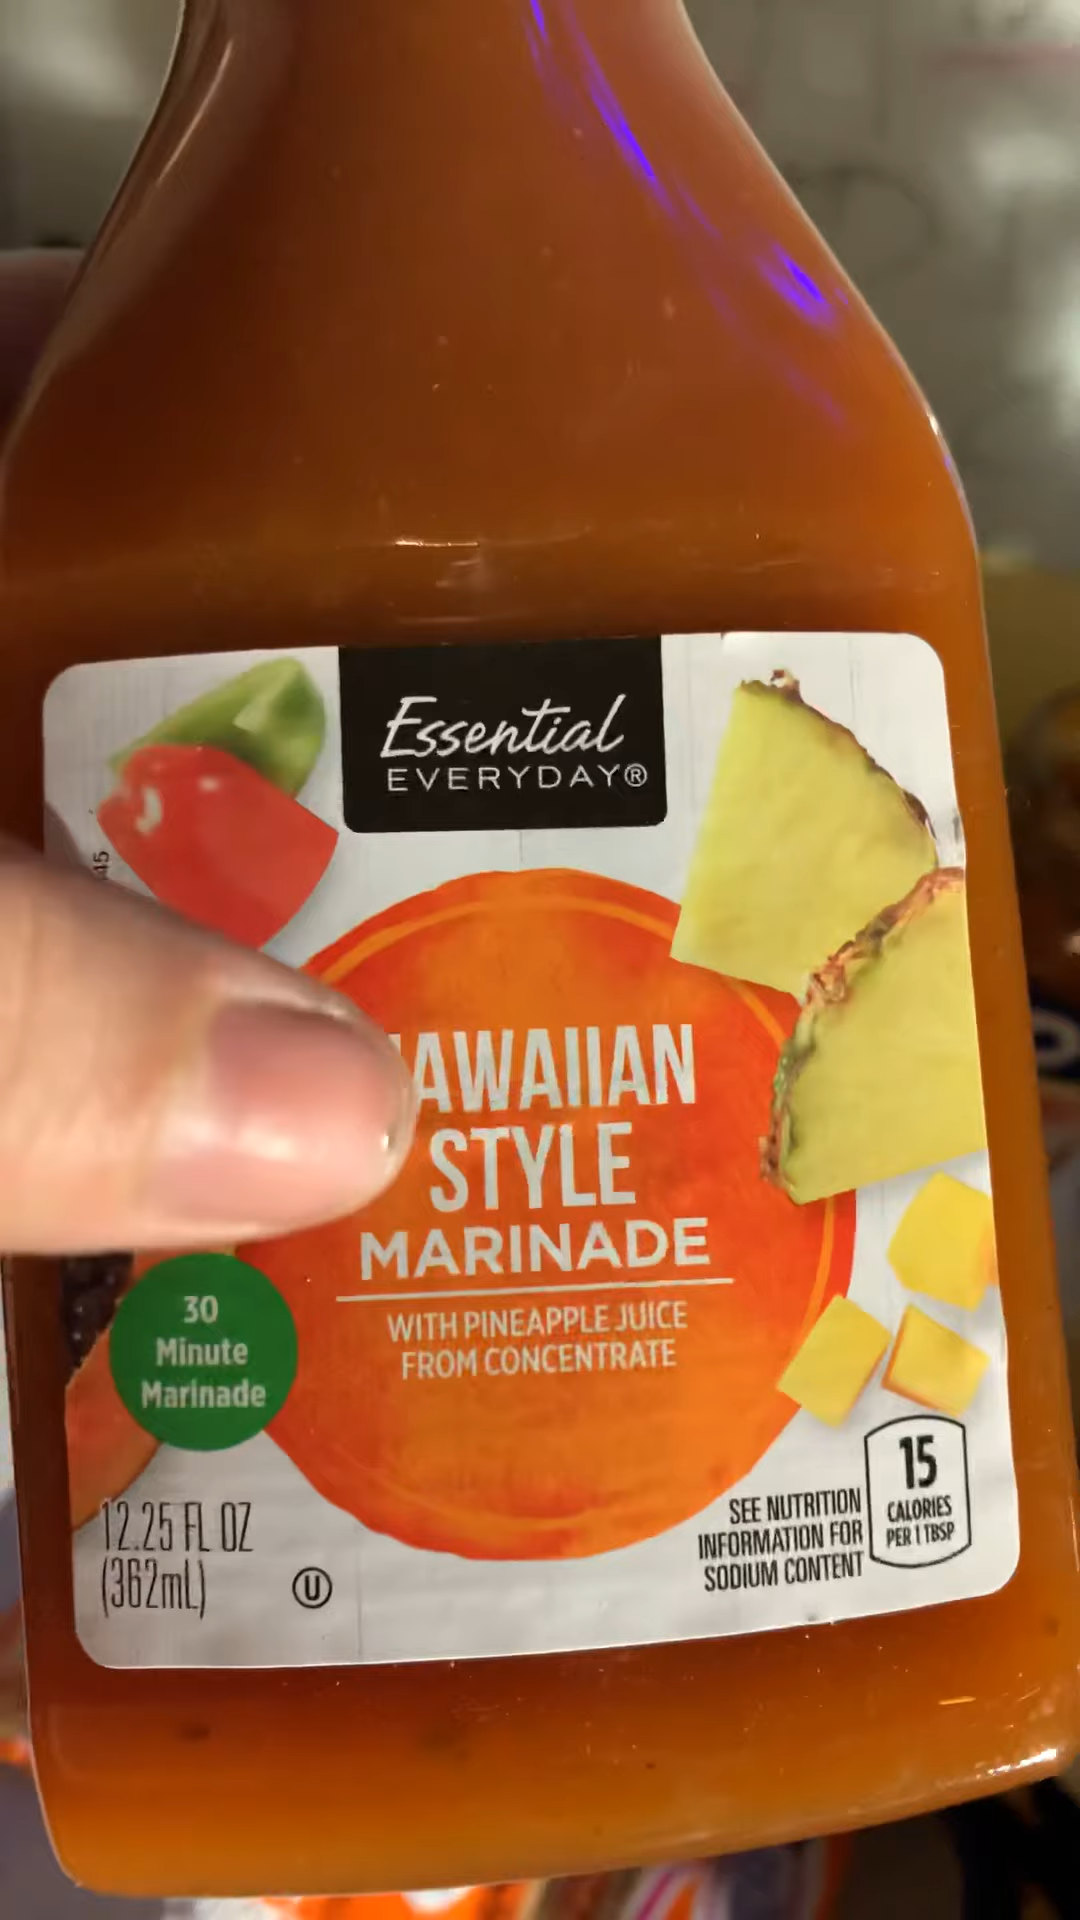 Essential
EVERYDAY®
45
AWAIIAN
STYLE
MARINADE
WITH PINEAPPLE JUICE
FROM CONCENTRATE
30
Minute
Marinade
12.25 FL OZ
(362mL)
U
SEE NUTRITION
INFORMATION FOR
SODIUM CONTENT
15
CALORIES
PER 1 TBSP